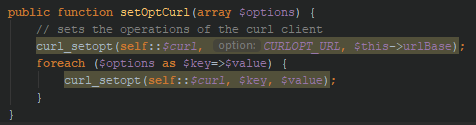 public function setOptCurl(array $options) {
// sets the operations of the curl client
curl_setopt(self::$curl, option: CURLOPT_URL, $this->urlBase);
foreach ($options as $key=>$value) {
curl_setopt(self::$curl, $key, $value);
}
}